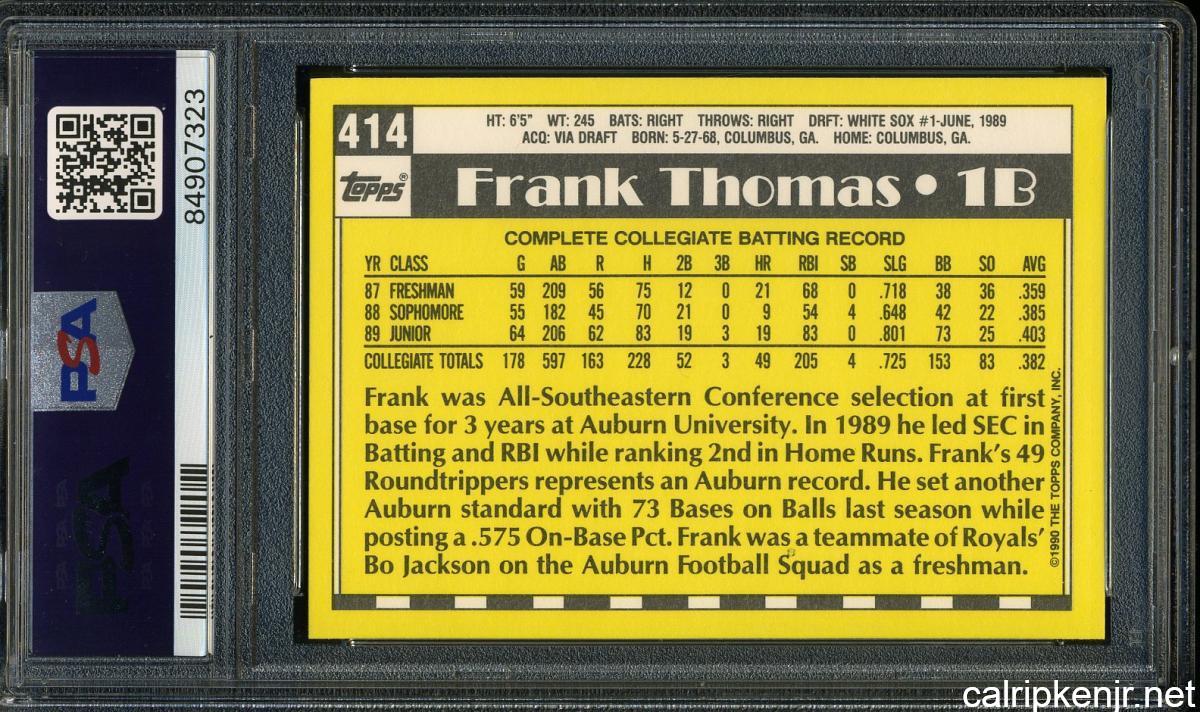 84907323
PSA
PSA
414
HT: 6'5" WT: 245 BATS: RIGHT THROWS: RIGHT DRFT: WHITE SOX #1-JUNE, 1989
ACQ: VIA DRAFT BORN: 5-27-68, COLUMBUS, GA. HOME: COLUMBUS, GA.
TOPPS®
Frank Thomas • 1B
COMPLETE COLLEGIATE BATTING RECORD
YR CLASS G AB R H 2B 3B HR RBI SB SLG BB SO AVG
87 FRESHMAN 59 209 56 75 12 0 21 68 0 .718 38 36 .359
88 SOPHOMORE 55 182 45 70 21 0 9 54 4 .648 42 22 .385
89 JUNIOR 64 206 62 83 19 3 19 83 0 .801 73 25 .403
COLLEGIATE TOTALS 178 597 163 228 52 3 49 205 4 .725 153 83 .382
Frank was All-Southeastern Conference selection at first
base for 3 years at Auburn University. In 1989 he led SEC in
Batting and RBI while ranking 2nd in Home Runs. Frank's 49
Roundtrippers represents an Auburn record. He set another
Auburn standard with 73 Bases on Balls last season while
posting a .575 On-Base Pct. Frank was a teammate of Royals'
Bo Jackson on the Auburn Football Squad as a freshman.
©1990 THE TOPPS COMPANY, INC.
calripkenjr.net